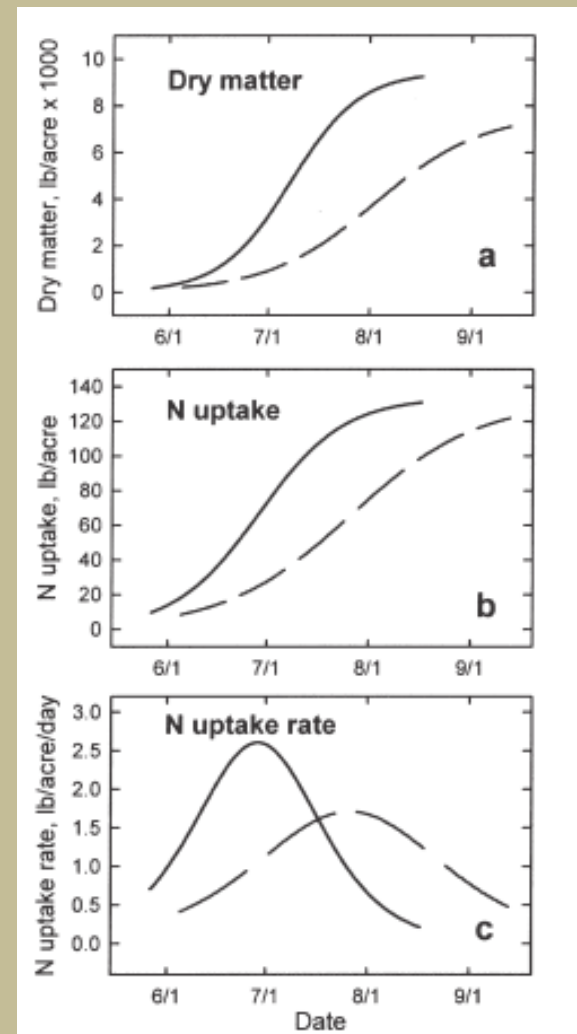 Dry matter
Dry matter, lb/acre x 1000
10
8
6
4
2
0
a
6/1 7/1 8/1 9/1
N uptake
N uptake, lb/acre
140
120
100
80
60
40
20
0
b
6/1 7/1 8/1 9/1
N uptake rate
N uptake rate, lb/acre/day
3.0
2.5
2.0
1.5
1.0
0.5
0.0
c
6/1 7/1 8/1 9/1
Date